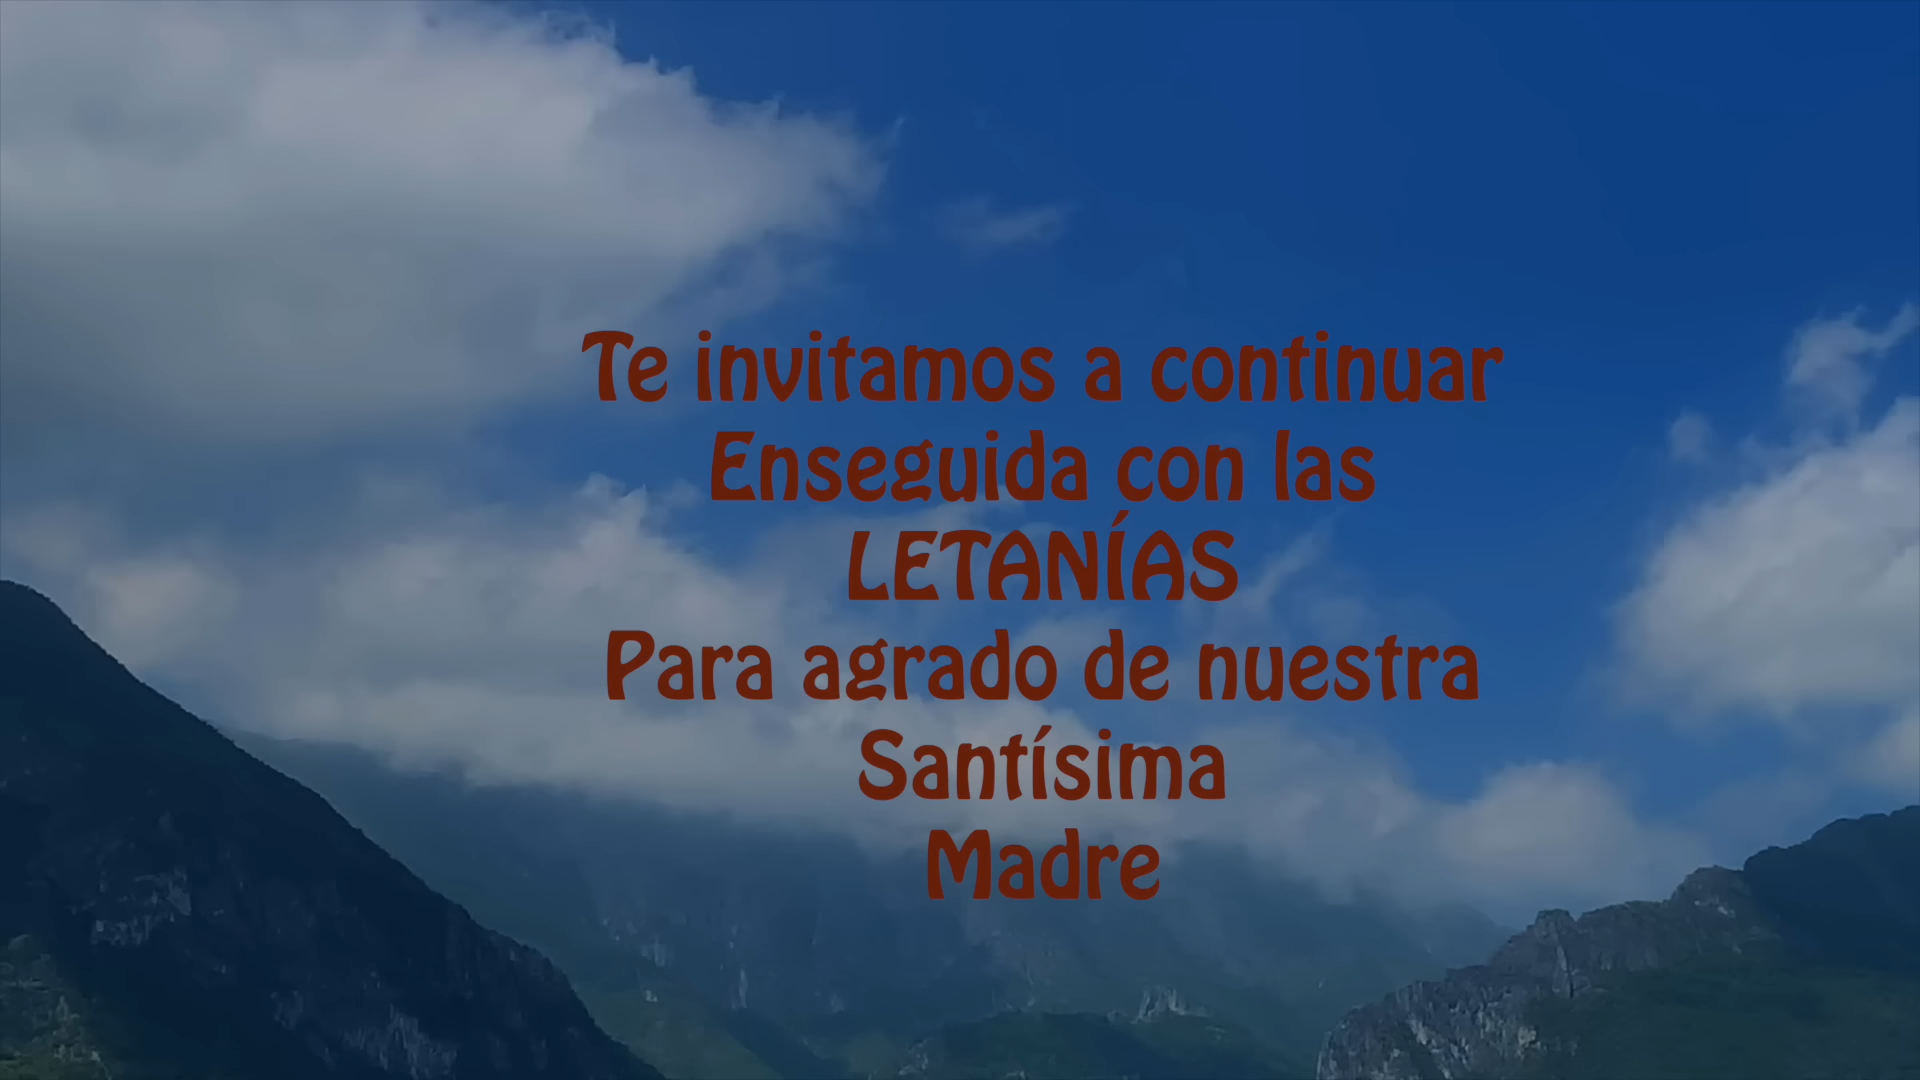 Te invitamos a continuar
Enseguida con las
LETANÍAS
Para agrado de nuestra
Santísima
Madre